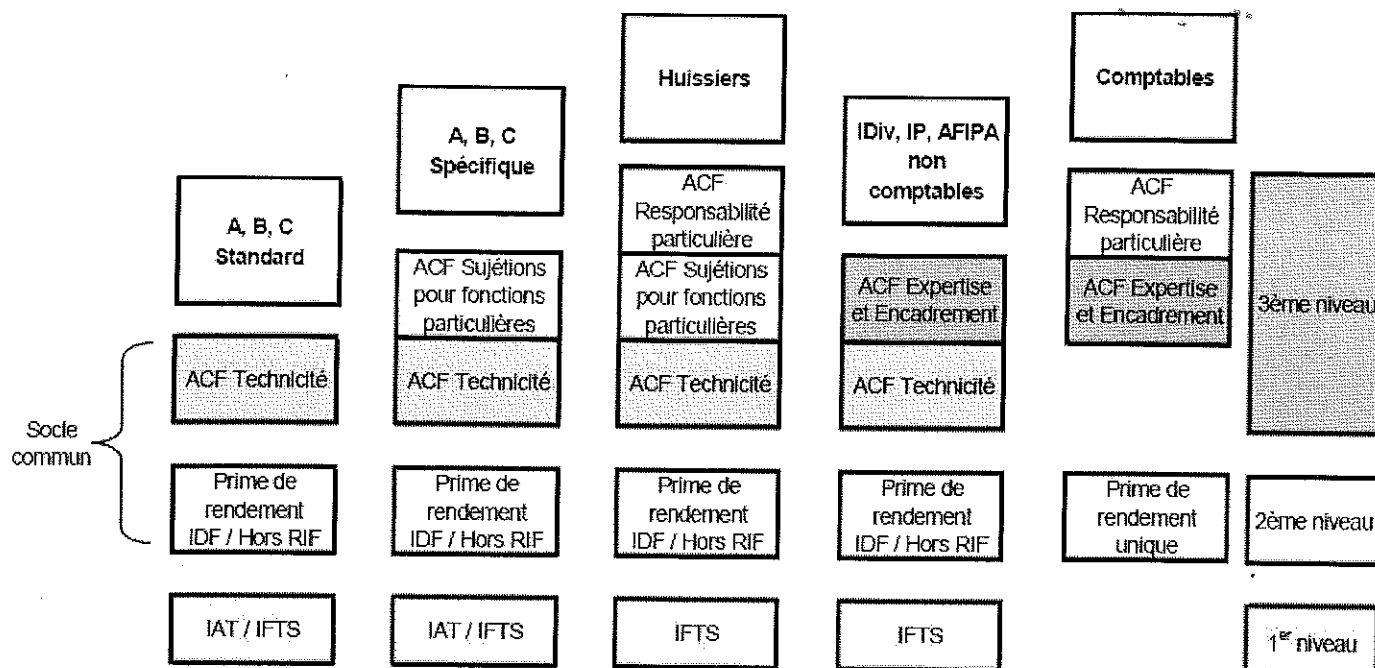 Huissiers
Comptables
A, B, C
Spécifique
IDiv, IP, AFIPA
non
comptables
A, B, C
Standard
ACF
Responsabilité
particulière
ACF
Responsabilité
particulière
ACF Sujétions
pour fonctions
particulières
ACF Sujétions
pour fonctions
particulières
ACF Expertise
et Encadrement
ACF Expertise
et Encadrement
3ème niveau
ACF Technicité
ACF Technicité
ACF Technicité
ACF Technicité
Socle
commun
Prime de
rendement
IDF / Hors RIF
Prime de
rendement
IDF / Hors RIF
Prime de
rendement
IDF / Hors RIF
Prime de
rendement
IDF / Hors RIF
Prime de
rendement
unique
2ème niveau
IAT / IFTS
IAT / IFTS
IFTS
IFTS
1er niveau